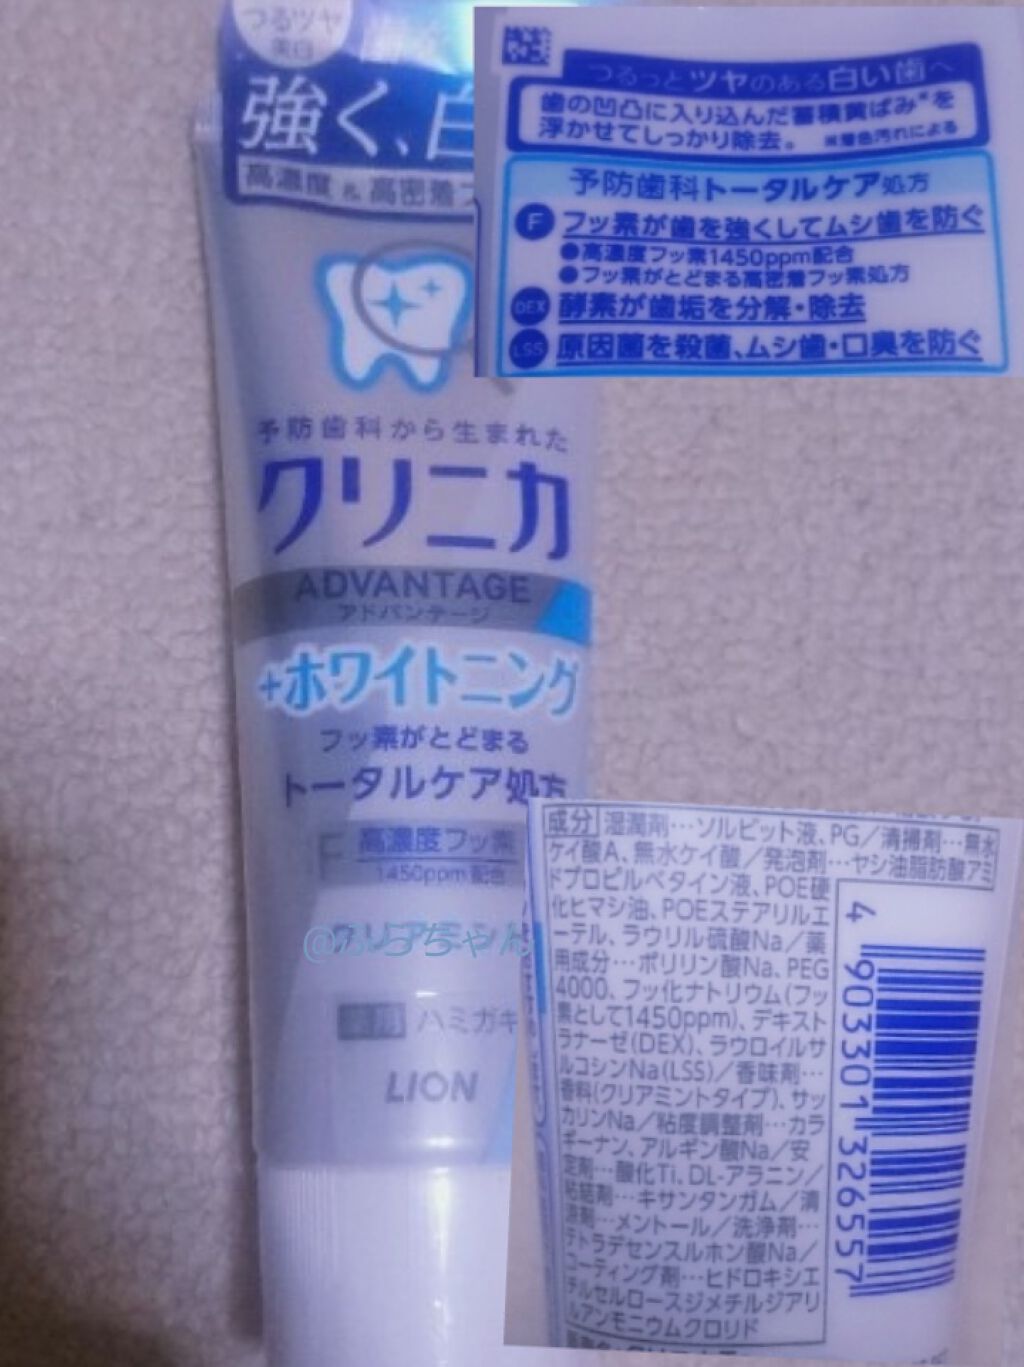 つるツヤ
美白
強く、白
高濃度&高密着フ
予防歯科から生まれた
クリニカ
ADVANTAGE
アドバンテージ
+ホワイトニング
フッ素がとどまる
トータルケア処方
F 高濃度フッ素
1450ppm配合
クリアミント
@ぷっちゃん
薬用 ハミガキ
LION
つるっとツヤのある白い歯へ
歯の凹凸に入り込んだ蓄積黄ばみ*を
浮かせてしっかり除去。 ※着色汚れによる
予防歯科トータルケア処方
F フッ素が歯を強くしてムシ歯を防ぐ
●高濃度フッ素1450ppm配合
●フッ素がとどまる高密着フッ素処方
DEX 酵素が歯垢を分解・除去
LSS 原因菌を殺菌、ムシ歯・口臭を防ぐ
成分 湿潤剤…ソルビット液、PG/清掃剤…無水
ケイ酸A、無水ケイ酸/発泡剤…ヤシ油脂肪酸アミ
ドプロピルベタイン液、POE硬
化ヒマシ油、POEステアリルエ
ーテル、ラウリル硫酸Na/薬
用成分…ポリリン酸Na、PEG
4000、フッ化ナトリウム(フッ
素として1450ppm)、デキスト
ラナーゼ(DEX)、ラウロイルサ
ルコシンNa(LSS)/香味剤…
香料(クリアミントタイプ)、サッ
カリンNa/粘度調整剤…カラ
ギーナン、アルギン酸Na/安
定剤…酸化Ti、DL-アラニン/
粘結剤…キサンタンガム/清
涼剤…メントール/洗浄剤…
テトラデセンスルホン酸Na/
コーティング剤…ヒドロキシエ
チルセルロースジメチルジアリ
ルアンモニウムクロリド
4 903301 326557